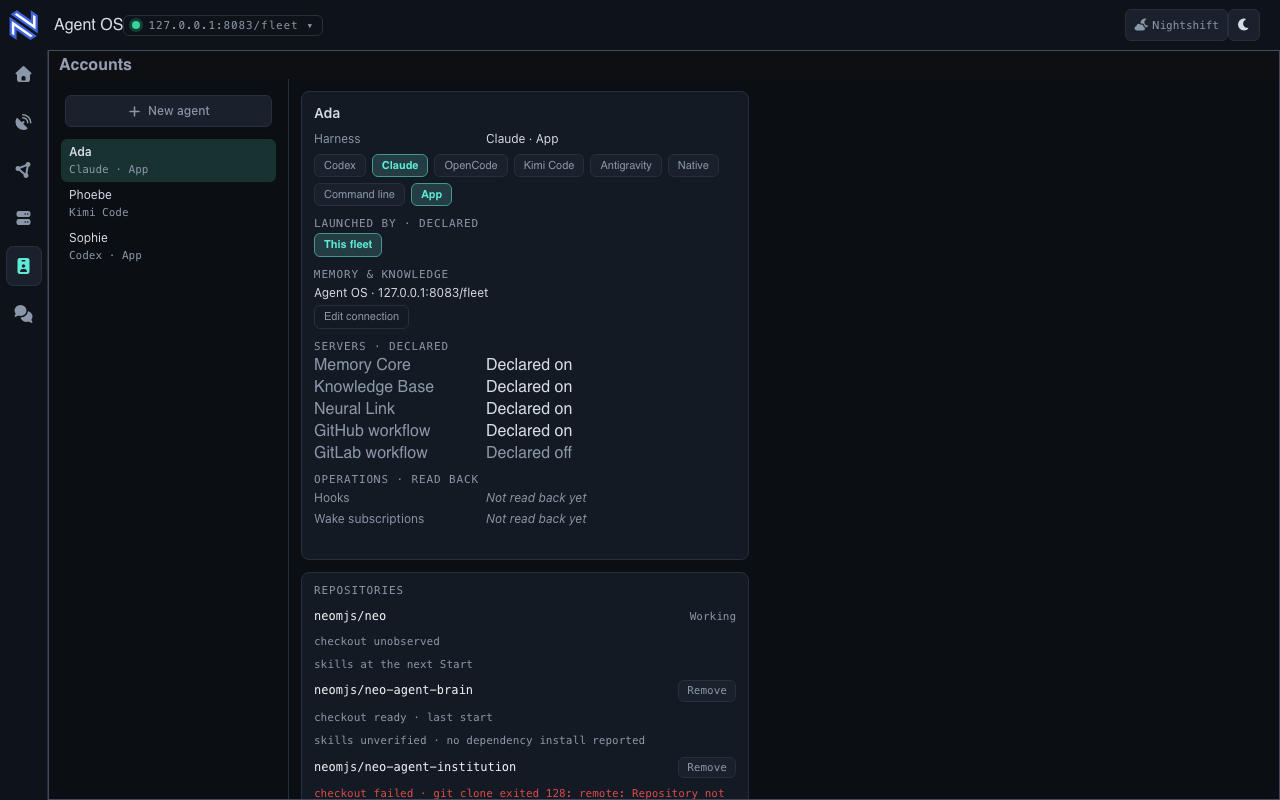 Agent OS
127.0.0.1:8083/fleet ▾
Nightshift
Accounts
+ New agent
Ada
Claude · App
Phoebe
Kimi Code
Sophie
Codex · App
Ada
Harness Claude · App
Codex Claude OpenCode Kimi Code Antigravity Native
Command line App
LAUNCHED BY · DECLARED
This fleet
MEMORY & KNOWLEDGE
Agent OS · 127.0.0.1:8083/fleet
Edit connection
SERVERS · DECLARED
Memory Core Declared on
Knowledge Base Declared on
Neural Link Declared on
GitHub workflow Declared on
GitLab workflow Declared off
OPERATIONS · READ BACK
Hooks Not read back yet
Wake subscriptions Not read back yet
REPOSITORIES
neomjs/neo Working
checkout unobserved
skills at the next Start
neomjs/neo-agent-brain Remove
checkout ready · last start
skills unverified · no dependency install reported
neomjs/neo-agent-institution Remove
checkout failed · git clone exited 128: remote: Repository not